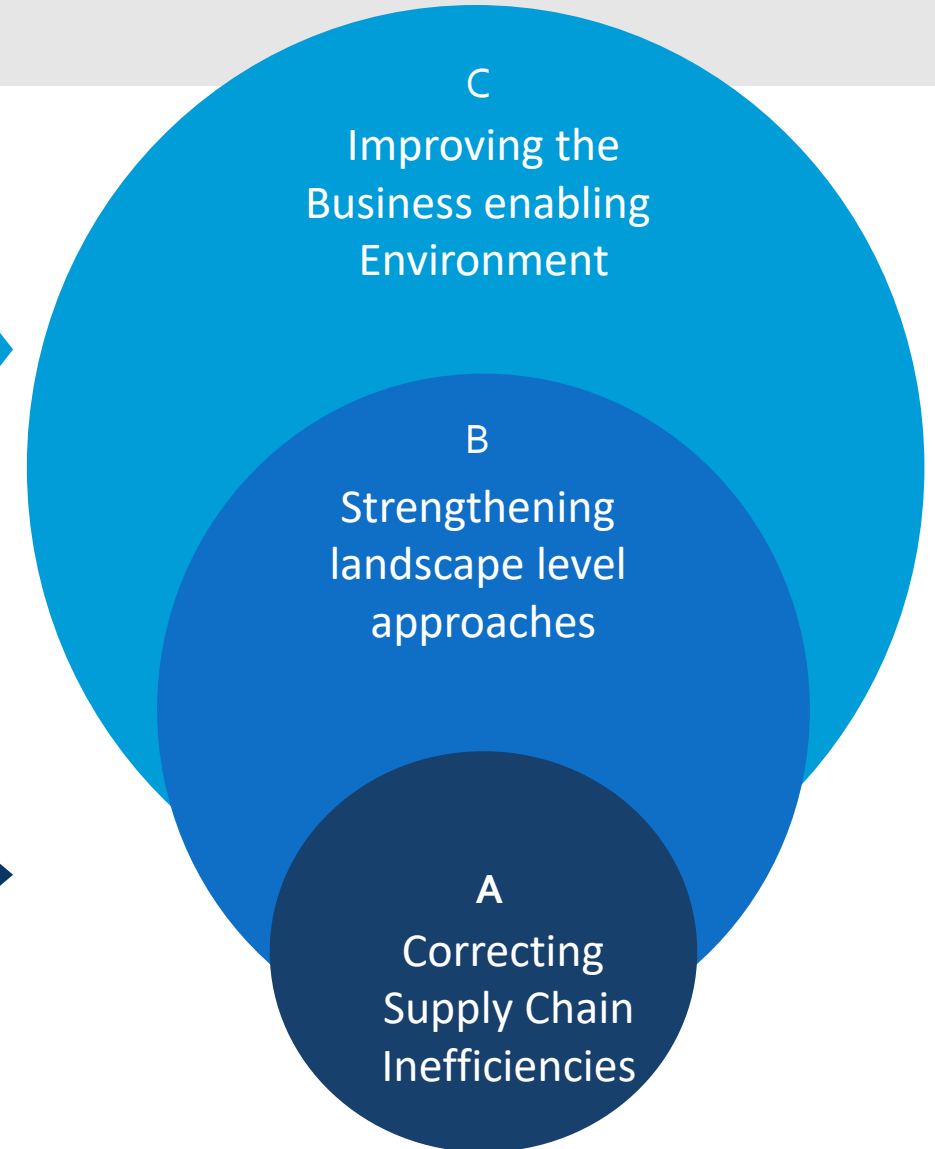 C
Improving the
Business enabling
Environment
B
Strengthening
landscape level
approaches
A
Correcting
Supply Chain
Inefficiencies